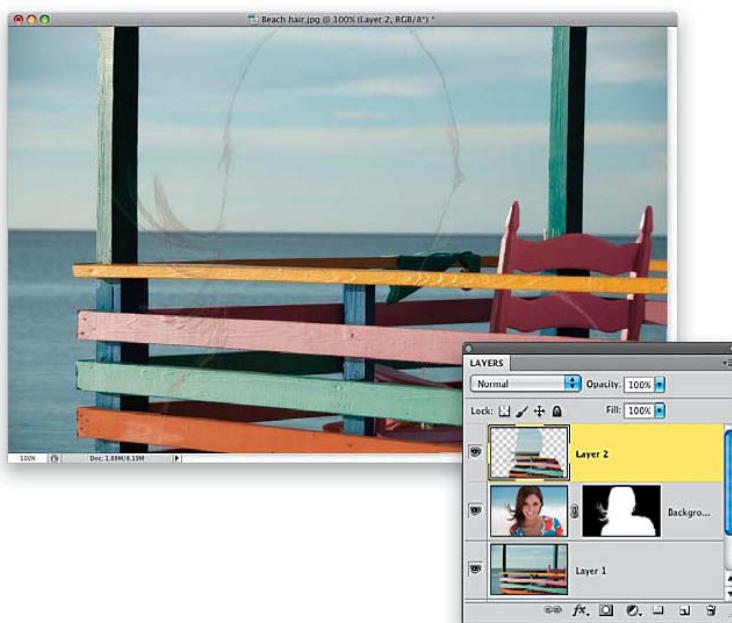 Beach hair.jpg @ 100% (Layer 2, RGB/8*) *
100%
Doc: 1.88M/8.19M
LAYERS
Normal
Opacity: 100%
Lock:
Fill: 100%
Layer 2
Backgro...
Layer 1
fx.